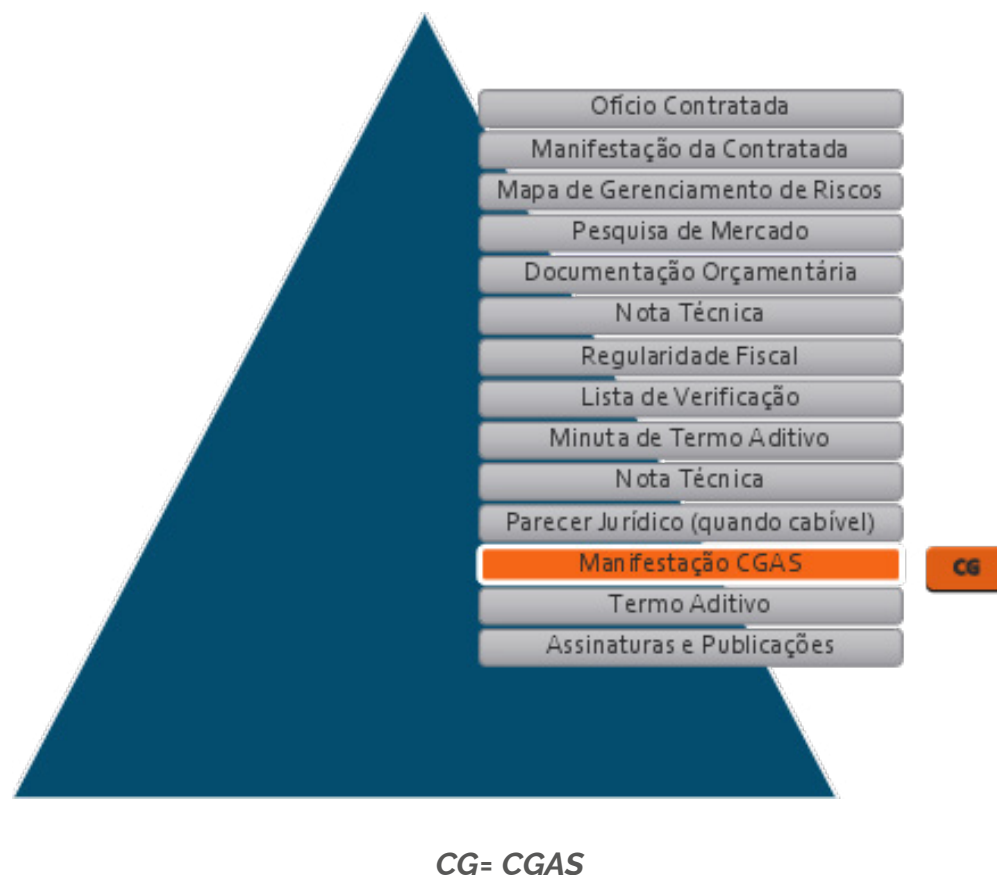 Ofício Contratada
Manifestação da Contratada
Mapa de Gerenciamento de Riscos
Pesquisa de Mercado
Documentação Orçamentária
Nota Técnica
Regularidade Fiscal
Lista de Verificação
Minuta de Termo Aditivo
Nota Técnica
Parecer Jurídico (quando cabível)
Manifestação CGAS
CG
Termo Aditivo
Assinaturas e Publicações
CG= CGAS